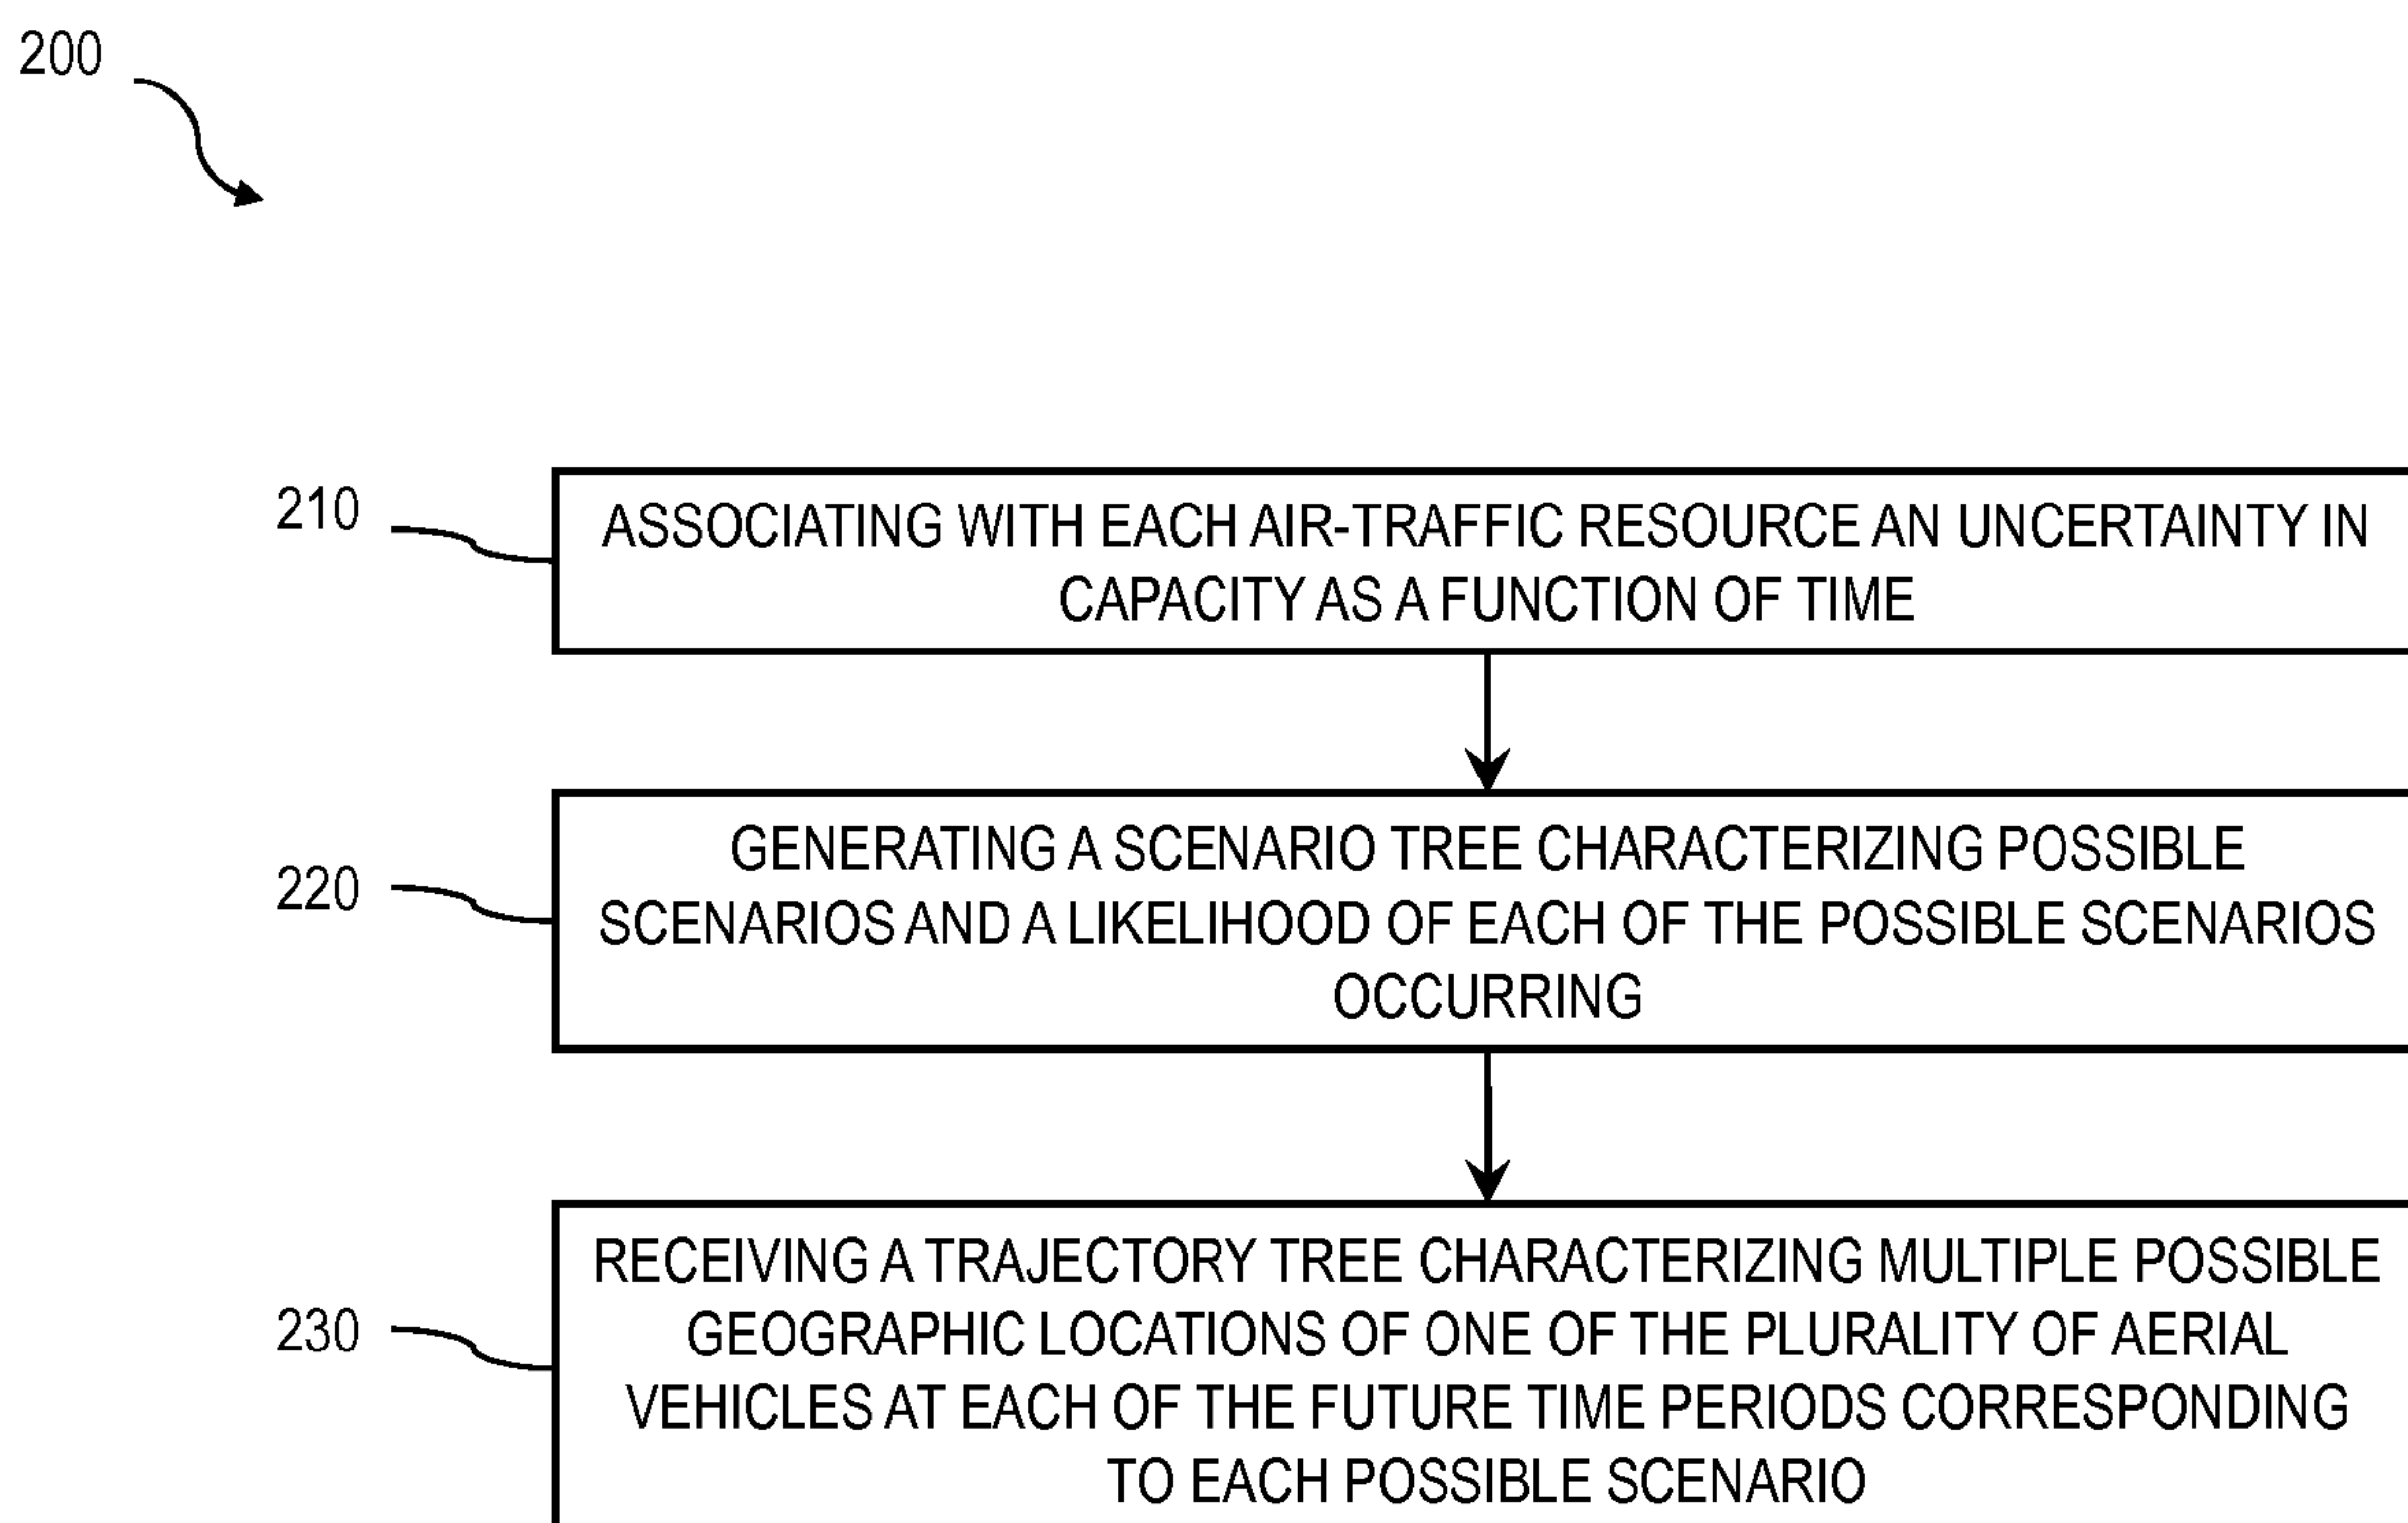 200
210
ASSOCIATING WITH EACH AIR-TRAFFIC RESOURCE AN UNCERTAINTY IN
CAPACITY AS A FUNCTION OF TIME
220
GENERATING A SCENARIO TREE CHARACTERIZING POSSIBLE
SCENARIOS AND A LIKELIHOOD OF EACH OF THE POSSIBLE SCENARIOS
OCCURRING
230
RECEIVING A TRAJECTORY TREE CHARACTERIZING MULTIPLE POSSIBLE
GEOGRAPHIC LOCATIONS OF ONE OF THE PLURALITY OF AERIAL
VEHICLES AT EACH OF THE FUTURE TIME PERIODS CORRESPONDING
TO EACH POSSIBLE SCENARIO